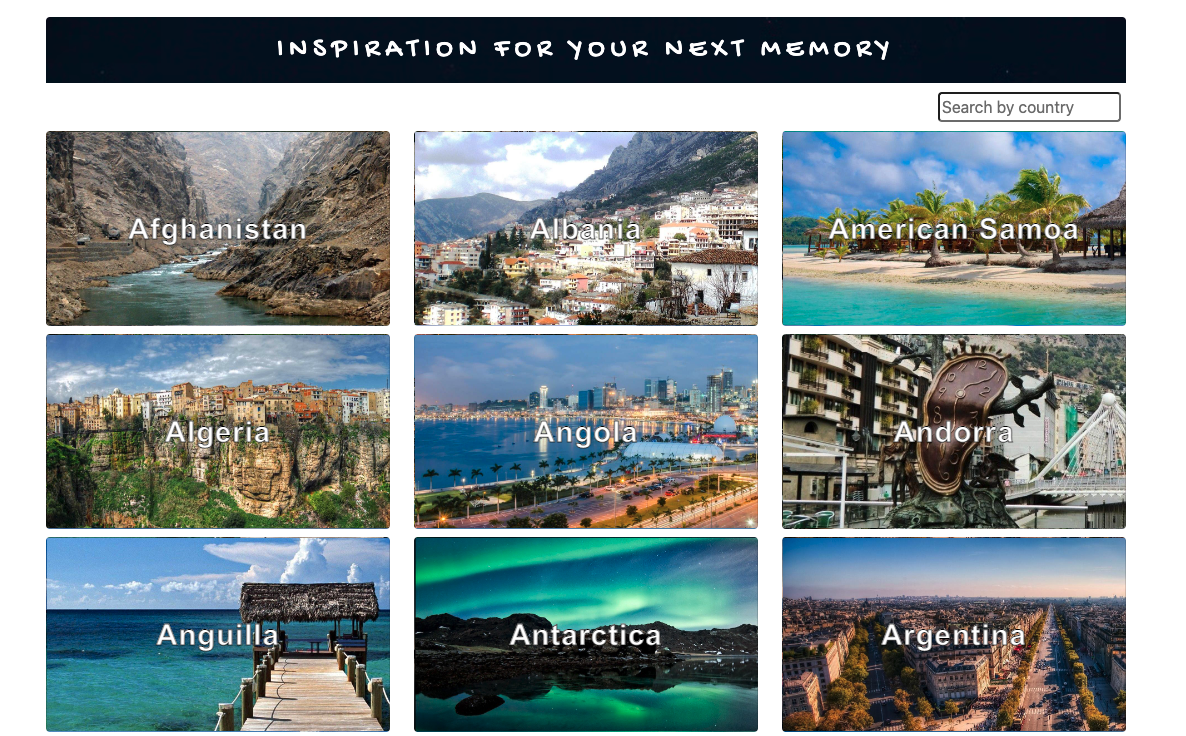 INSPIRATION FOR YOUR NEXT MEMORY
Search by country
Afghanistan
Albania
American Samoa
Algeria
Angola
Andorra
Anguilla
Antarctica
Argentina